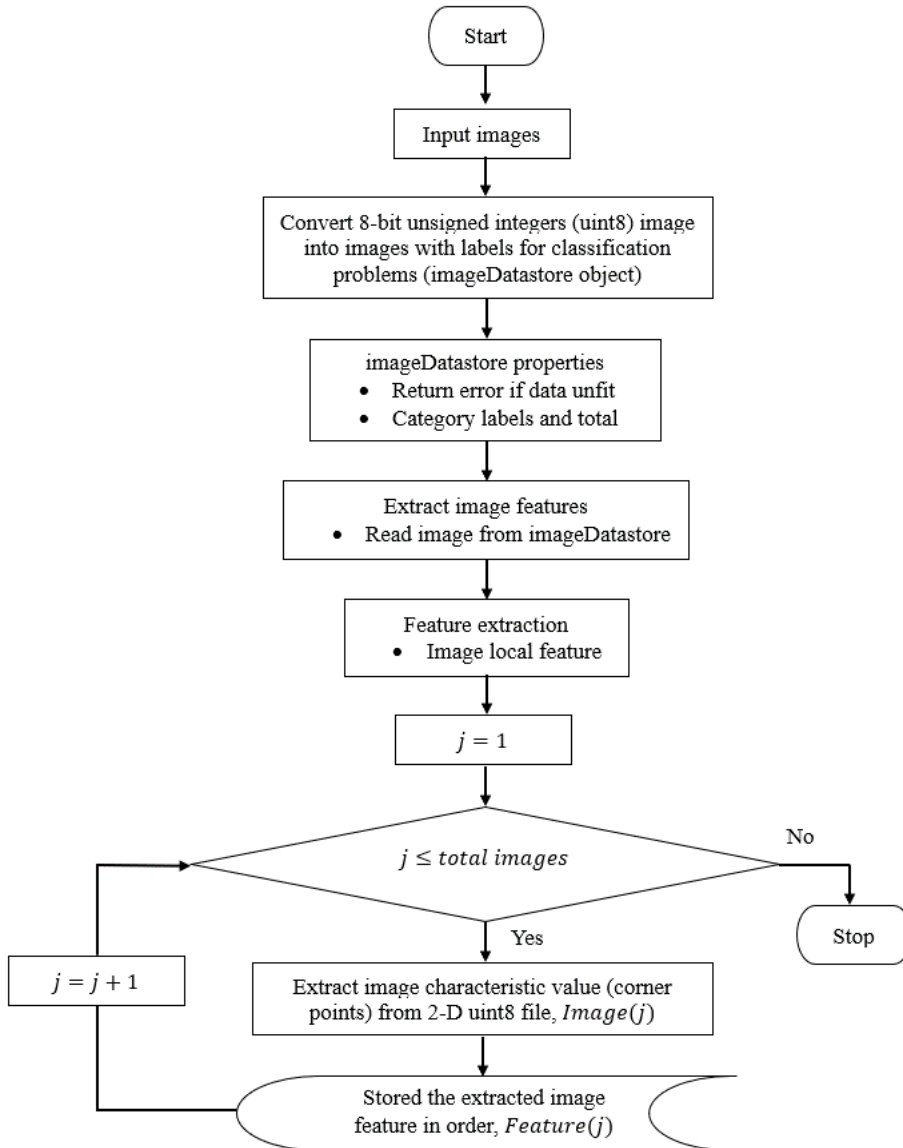 Start
Input images
Convert 8-bit unsigned integers (uint8) image
into images with labels for classification
problems (imageDatastore object)
imageDatastore properties
• Return error if data unfit
• Category labels and total
Extract image features
• Read image from imageDatastore
Feature extraction
• Image local feature
j = 1
j ≤ total images
No
Stop
Yes
j = j + 1
Extract image characteristic value (corner
points) from 2-D uint8 file, Image(j)
Stored the extracted image
feature in order, Feature(j)